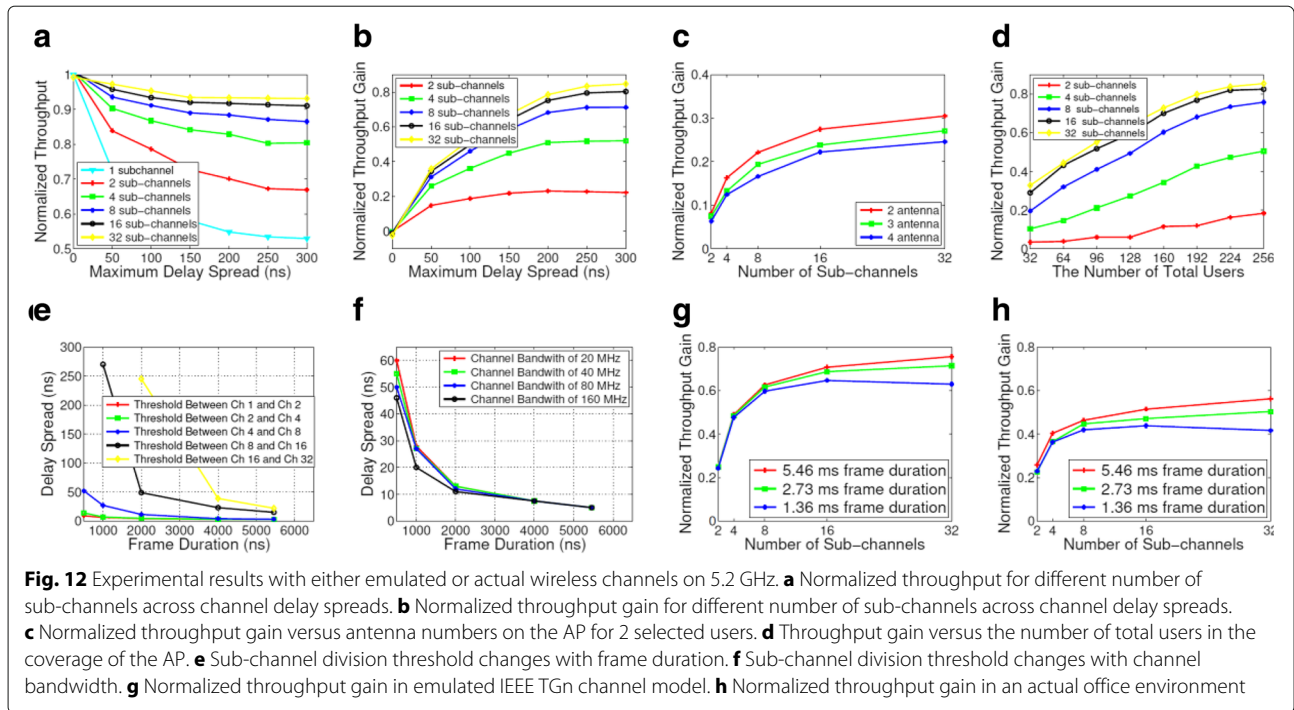 a
b
c
d
Normalized Throughput
1
0.9
0.8
0.7
0.6
0.5
1 subchannel
2 sub-channels
4 sub-channels
8 sub-channels
16 sub-channels
32 sub-channels
0 50 100 150 200 250 300
Maximum Delay Spread (ns)
Normalized Throughput Gain
0.8
0.6
0.4
0.2
0
2 sub-channels
4 sub-channels
8 sub-channels
16 sub-channels
32 sub-channels
0 50 100 150 200 250 300
Maximum Delay Spread (ns)
Normalized Throughput Gain
0.4
0.3
0.2
0.1
0
2 antenna
3 antenna
4 antenna
2 4 8 16 32
Number of Sub-channels
Normalized Throughput Gain
0.8
0.6
0.4
0.2
0
2 sub-channels
4 sub-channels
8 sub-channels
16 sub-channels
32 sub-channels
32 64 96 128 160 192 224 256
The Number of Total Users
e
f
g
h
Delay Spread (ns)
300
250
200
150
100
50
0
Threshold Between Ch 1 and Ch 2
Threshold Between Ch 2 and Ch 4
Threshold Between Ch 4 and Ch 8
Threshold Between Ch 8 and Ch 16
Threshold Between Ch 16 and Ch 32
1000 2000 3000 4000 5000 6000
Frame Duration (ns)
Delay Spread (ns)
60
50
40
30
20
10
0
Channel Bandwith of 20 MHz
Channel Bandwith of 40 MHz
Channel Bandwith of 80 MHz
Channel Bandwith of 160 MHz
1000 2000 3000 4000 5000 6000
Frame Duration (ns)
Normalized Throughput Gain
0.8
0.6
0.4
0.2
0
5.46 ms frame duration
2.73 ms frame duration
1.36 ms frame duration
2 4 8 16 32
Number of Sub-channels
Normalized Throughput Gain
0.8
0.6
0.4
0.2
0
5.46 ms frame duration
2.73 ms frame duration
1.36 ms frame duration
2 4 8 16
Number of Sub-channels
Fig. 12 Experimental results with either emulated or actual wireless channels on 5.2 GHz. a Normalized throughput for different number of
sub-channels across channel delay spreads. b Normalized throughput gain for different number of sub-channels across channel delay spreads.
c Normalized throughput gain versus antenna numbers on the AP for 2 selected users. d Throughput gain versus the number of total users in the
coverage of the AP. e Sub-channel division threshold changes with frame duration. f Sub-channel division threshold changes with channel
bandwidth. g Normalized throughput gain in emulated IEEE TGn channel model. h Normalized throughput gain in an actual office environment